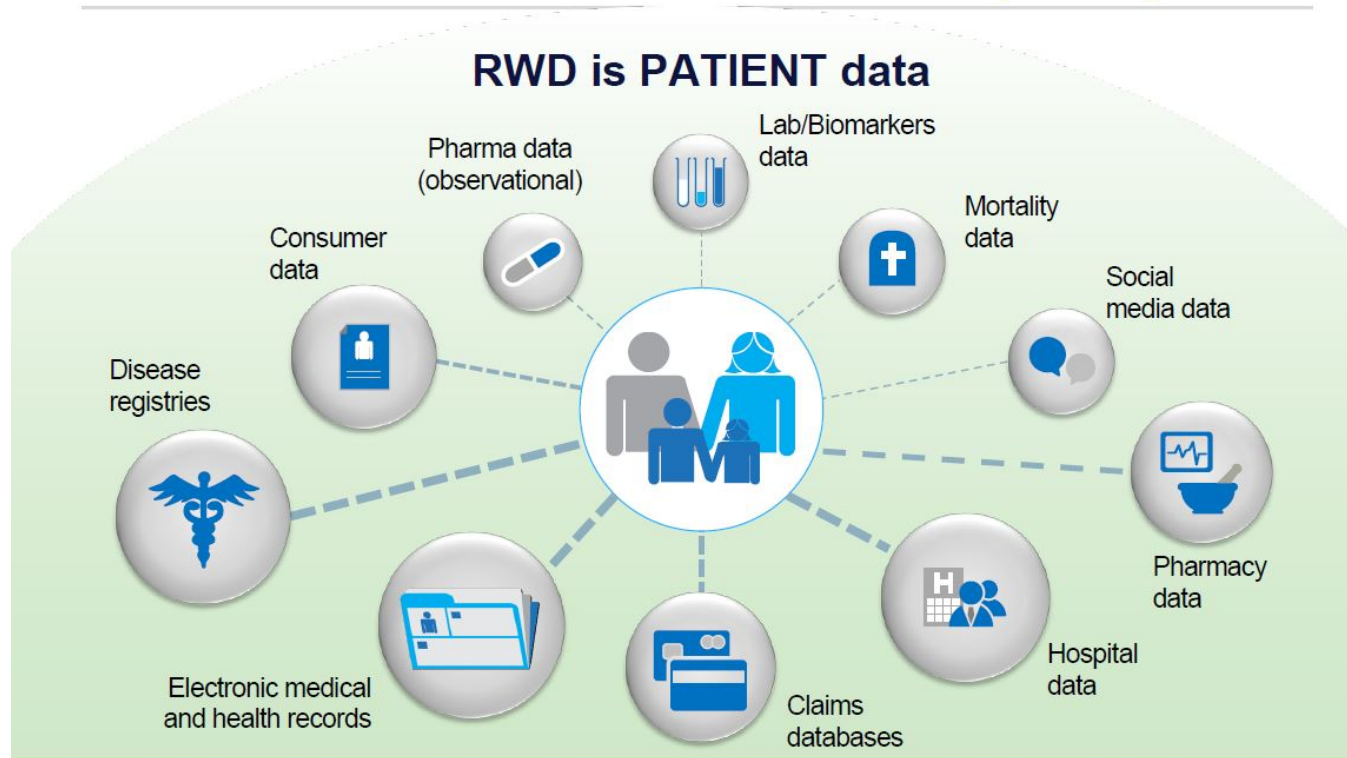 RWD is PATIENT data
Lab/Biomarkers
data
Pharma data
(observational)
Mortality
data
Consumer
data
Social
media data
Disease
registries
Pharmacy
data
H
Hospital
data
Electronic medical
and health records
Claims
databases